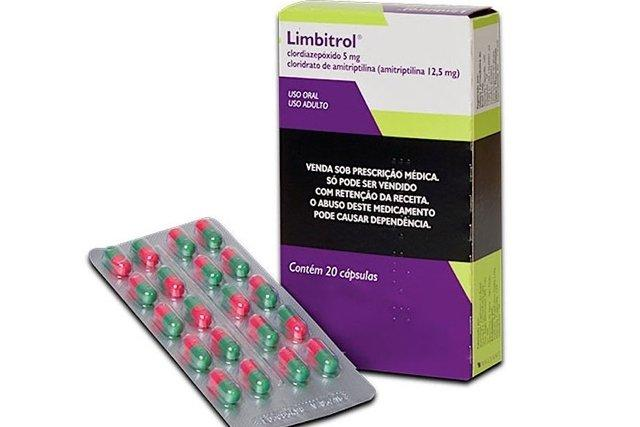 Limbitrol®
clordiazepóxido 5 mg
cloridrato de amitriptilina (amitriptilina 12,5 mg)
USO ORAL
USO ADULTO
VENDA SOB PRESCRIÇÃO MÉDICA.
SÓ PODE SER VENDIDO
COM RETENÇÃO DA RECEITA.
O ABUSO DESTE MEDICAMENTO
PODE CAUSAR DEPENDÊNCIA.
Contém 20 cápsulas